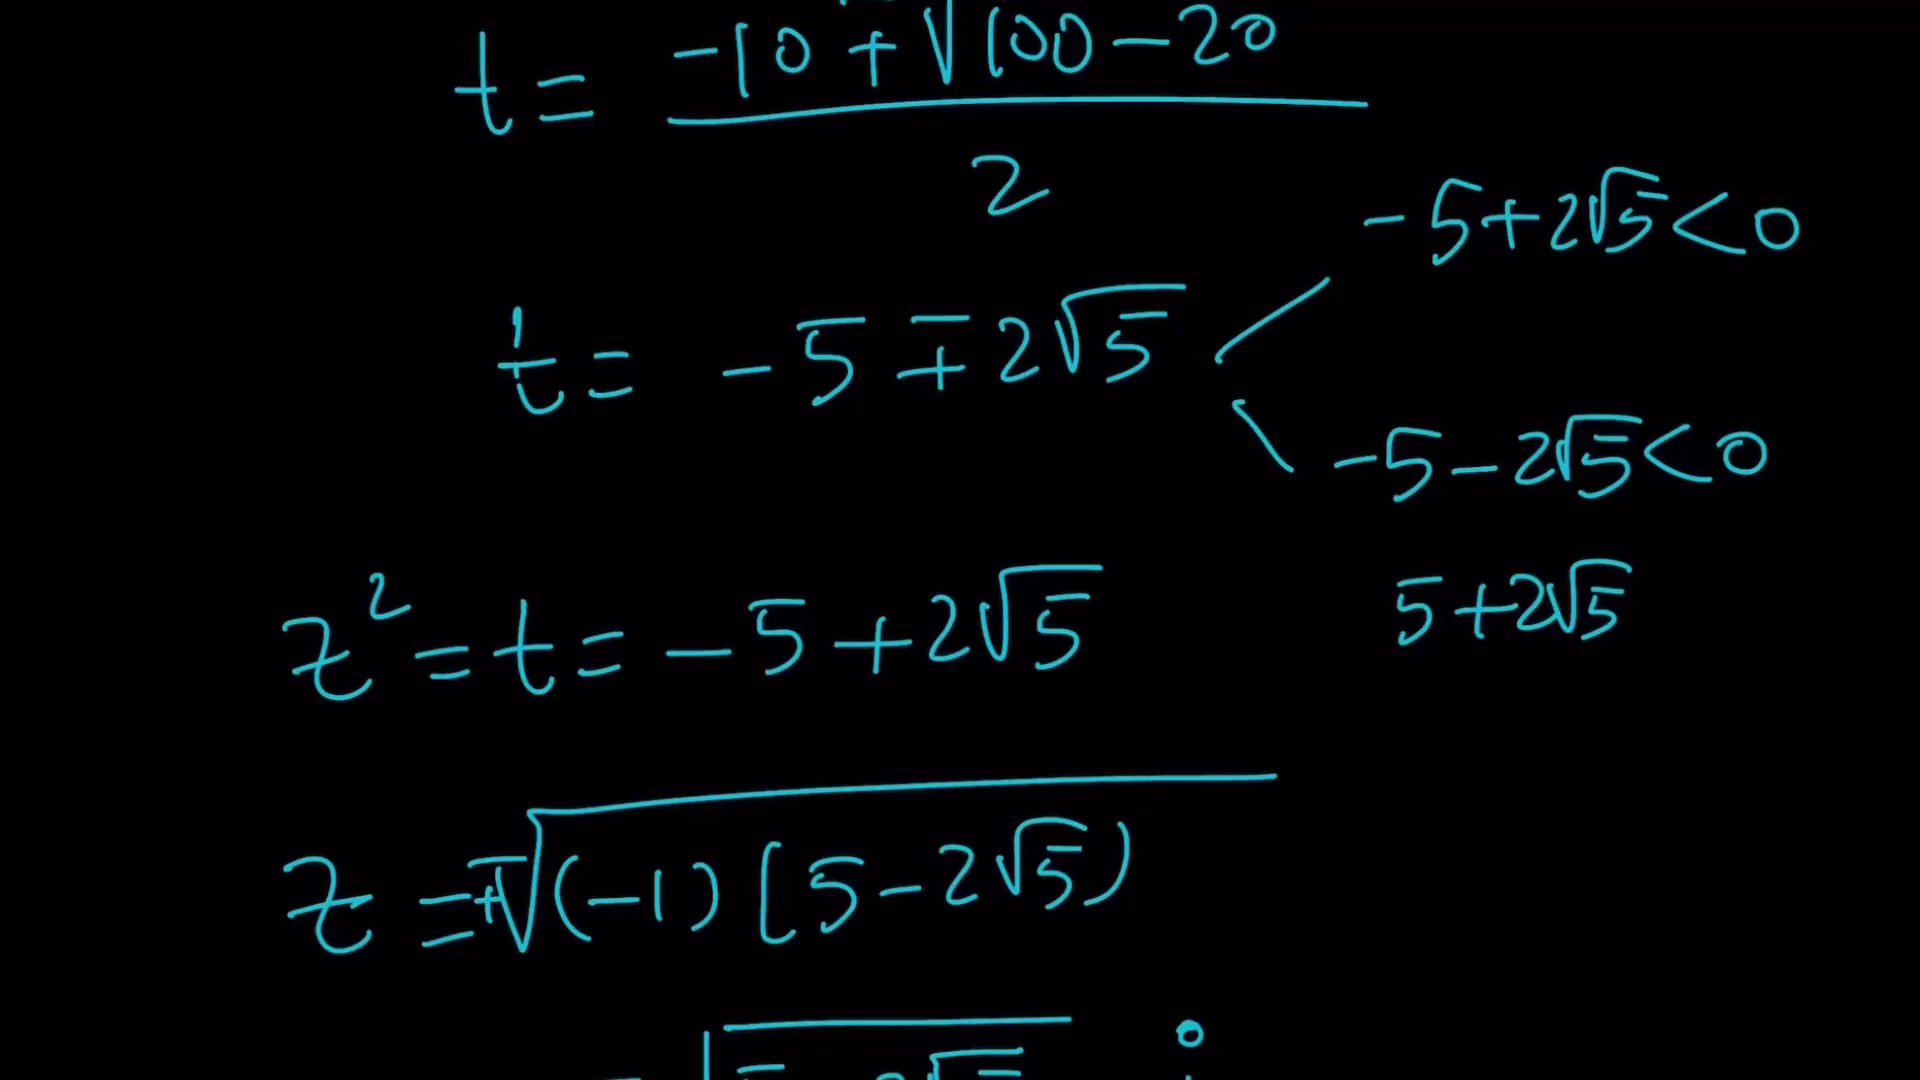 t = (-10 ∓ √(100 - 20)) / 2
-5 + 2√5 < 0
t = -5 ∓ 2√5
-5 - 2√5 < 0
z² = t = -5 + 2√5
5 + 2√5
z = ∓√((-1)[5 - 2√5)